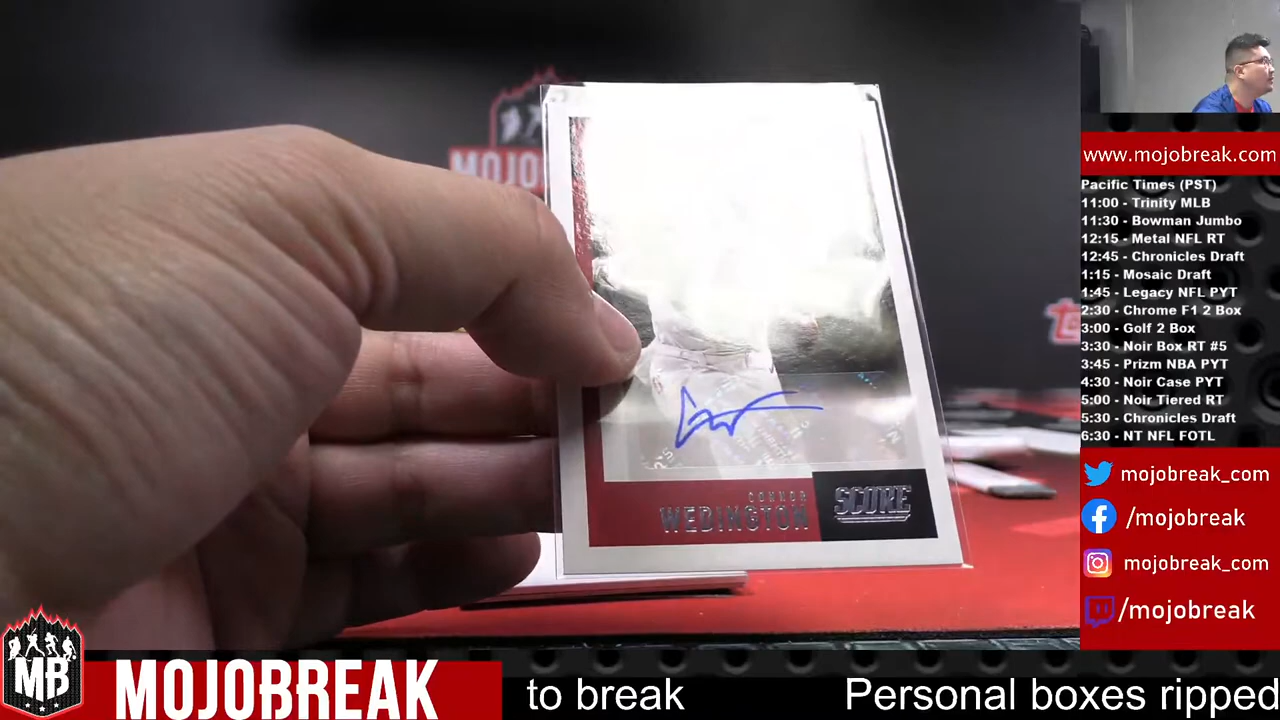 MOJO
CONNOR
WEDINGTON
SCORE
www.mojobreak.com
Pacific Times (PST)
11:00 - Trinity MLB
11:30 - Bowman Jumbo
12:15 - Metal NFL RT
12:45 - Chronicles Draft
1:15 - Mosaic Draft
1:45 - Legacy NFL PYT
2:30 - Chrome F1 2 Box
3:00 - Golf 2 Box
3:30 - Noir Box RT #5
3:45 - Prizm NBA PYT
4:30 - Noir Case PYT
5:00 - Noir Tiered RT
5:30 - Chronicles Draft
6:30 - NT NFL FOTL
mojobreak_com
/mojobreak
mojobreak_com
/mojobreak
MB
MOJOBREAK
to break
Personal boxes ripped